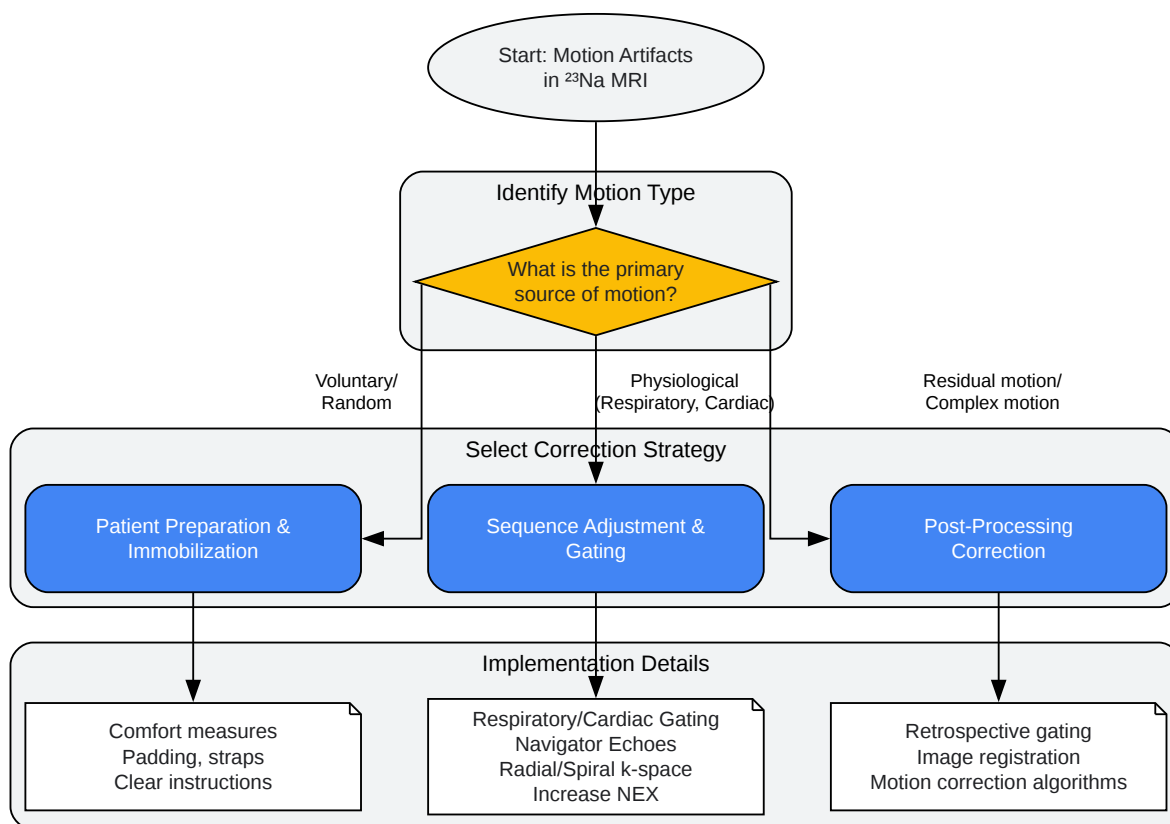 Start: Motion Artifacts
in ²³Na MRI
Identify Motion Type
What is the primary
source of motion?
Voluntary/
Random
Physiological
(Respiratory, Cardiac)
Residual motion/
Complex motion
Select Correction Strategy
Patient Preparation &
Immobilization
Sequence Adjustment &
Gating
Post-Processing
Correction
Implementation Details
Comfort measures
Padding, straps
Clear instructions
Respiratory/Cardiac Gating
Navigator Echoes
Radial/Spiral k-space
Increase NEX
Retrospective gating
Image registration
Motion correction algorithms